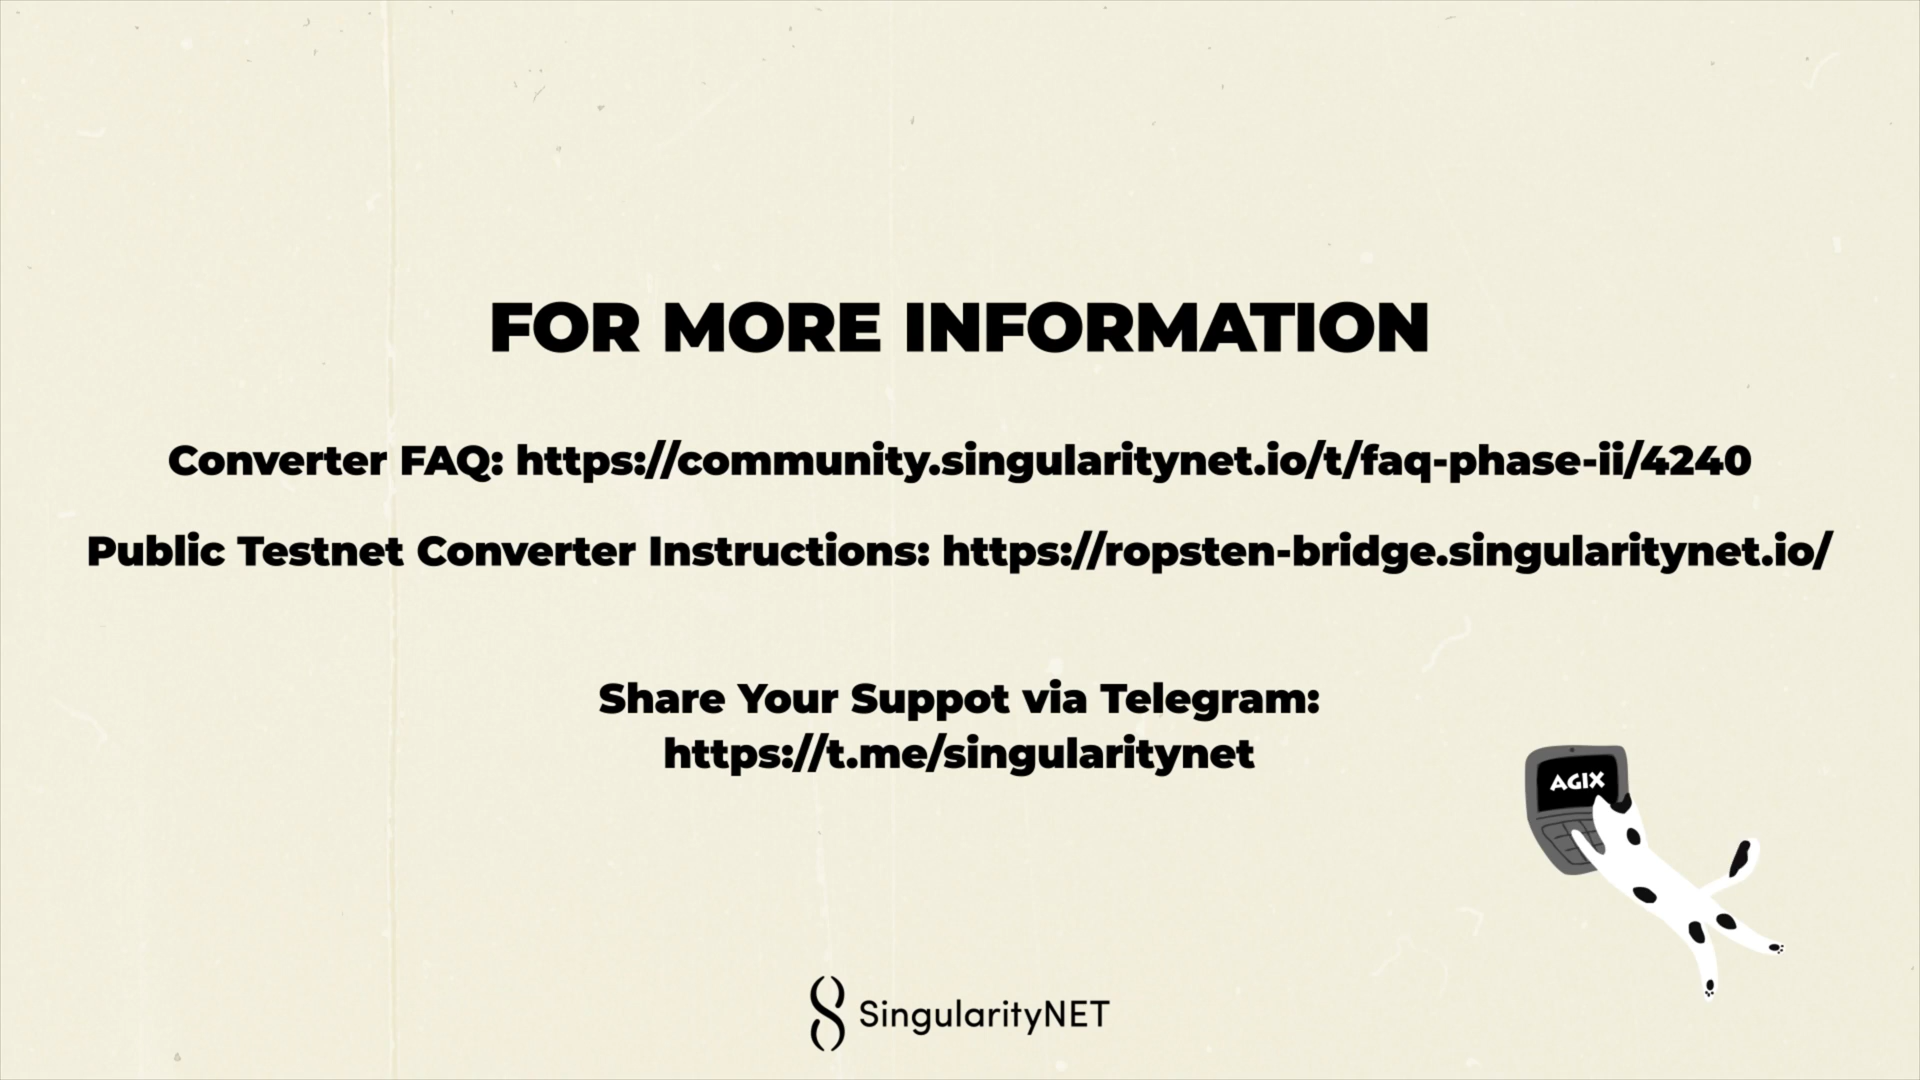 FOR MORE INFORMATION
Converter FAQ: https://community.singularitynet.io/t/faq-phase-ii/4240
Public Testnet Converter Instructions: https://ropsten-bridge.singularitynet.io/
Share Your Suppot via Telegram:
https://t.me/singularitynet
AGIX
SingularityNET